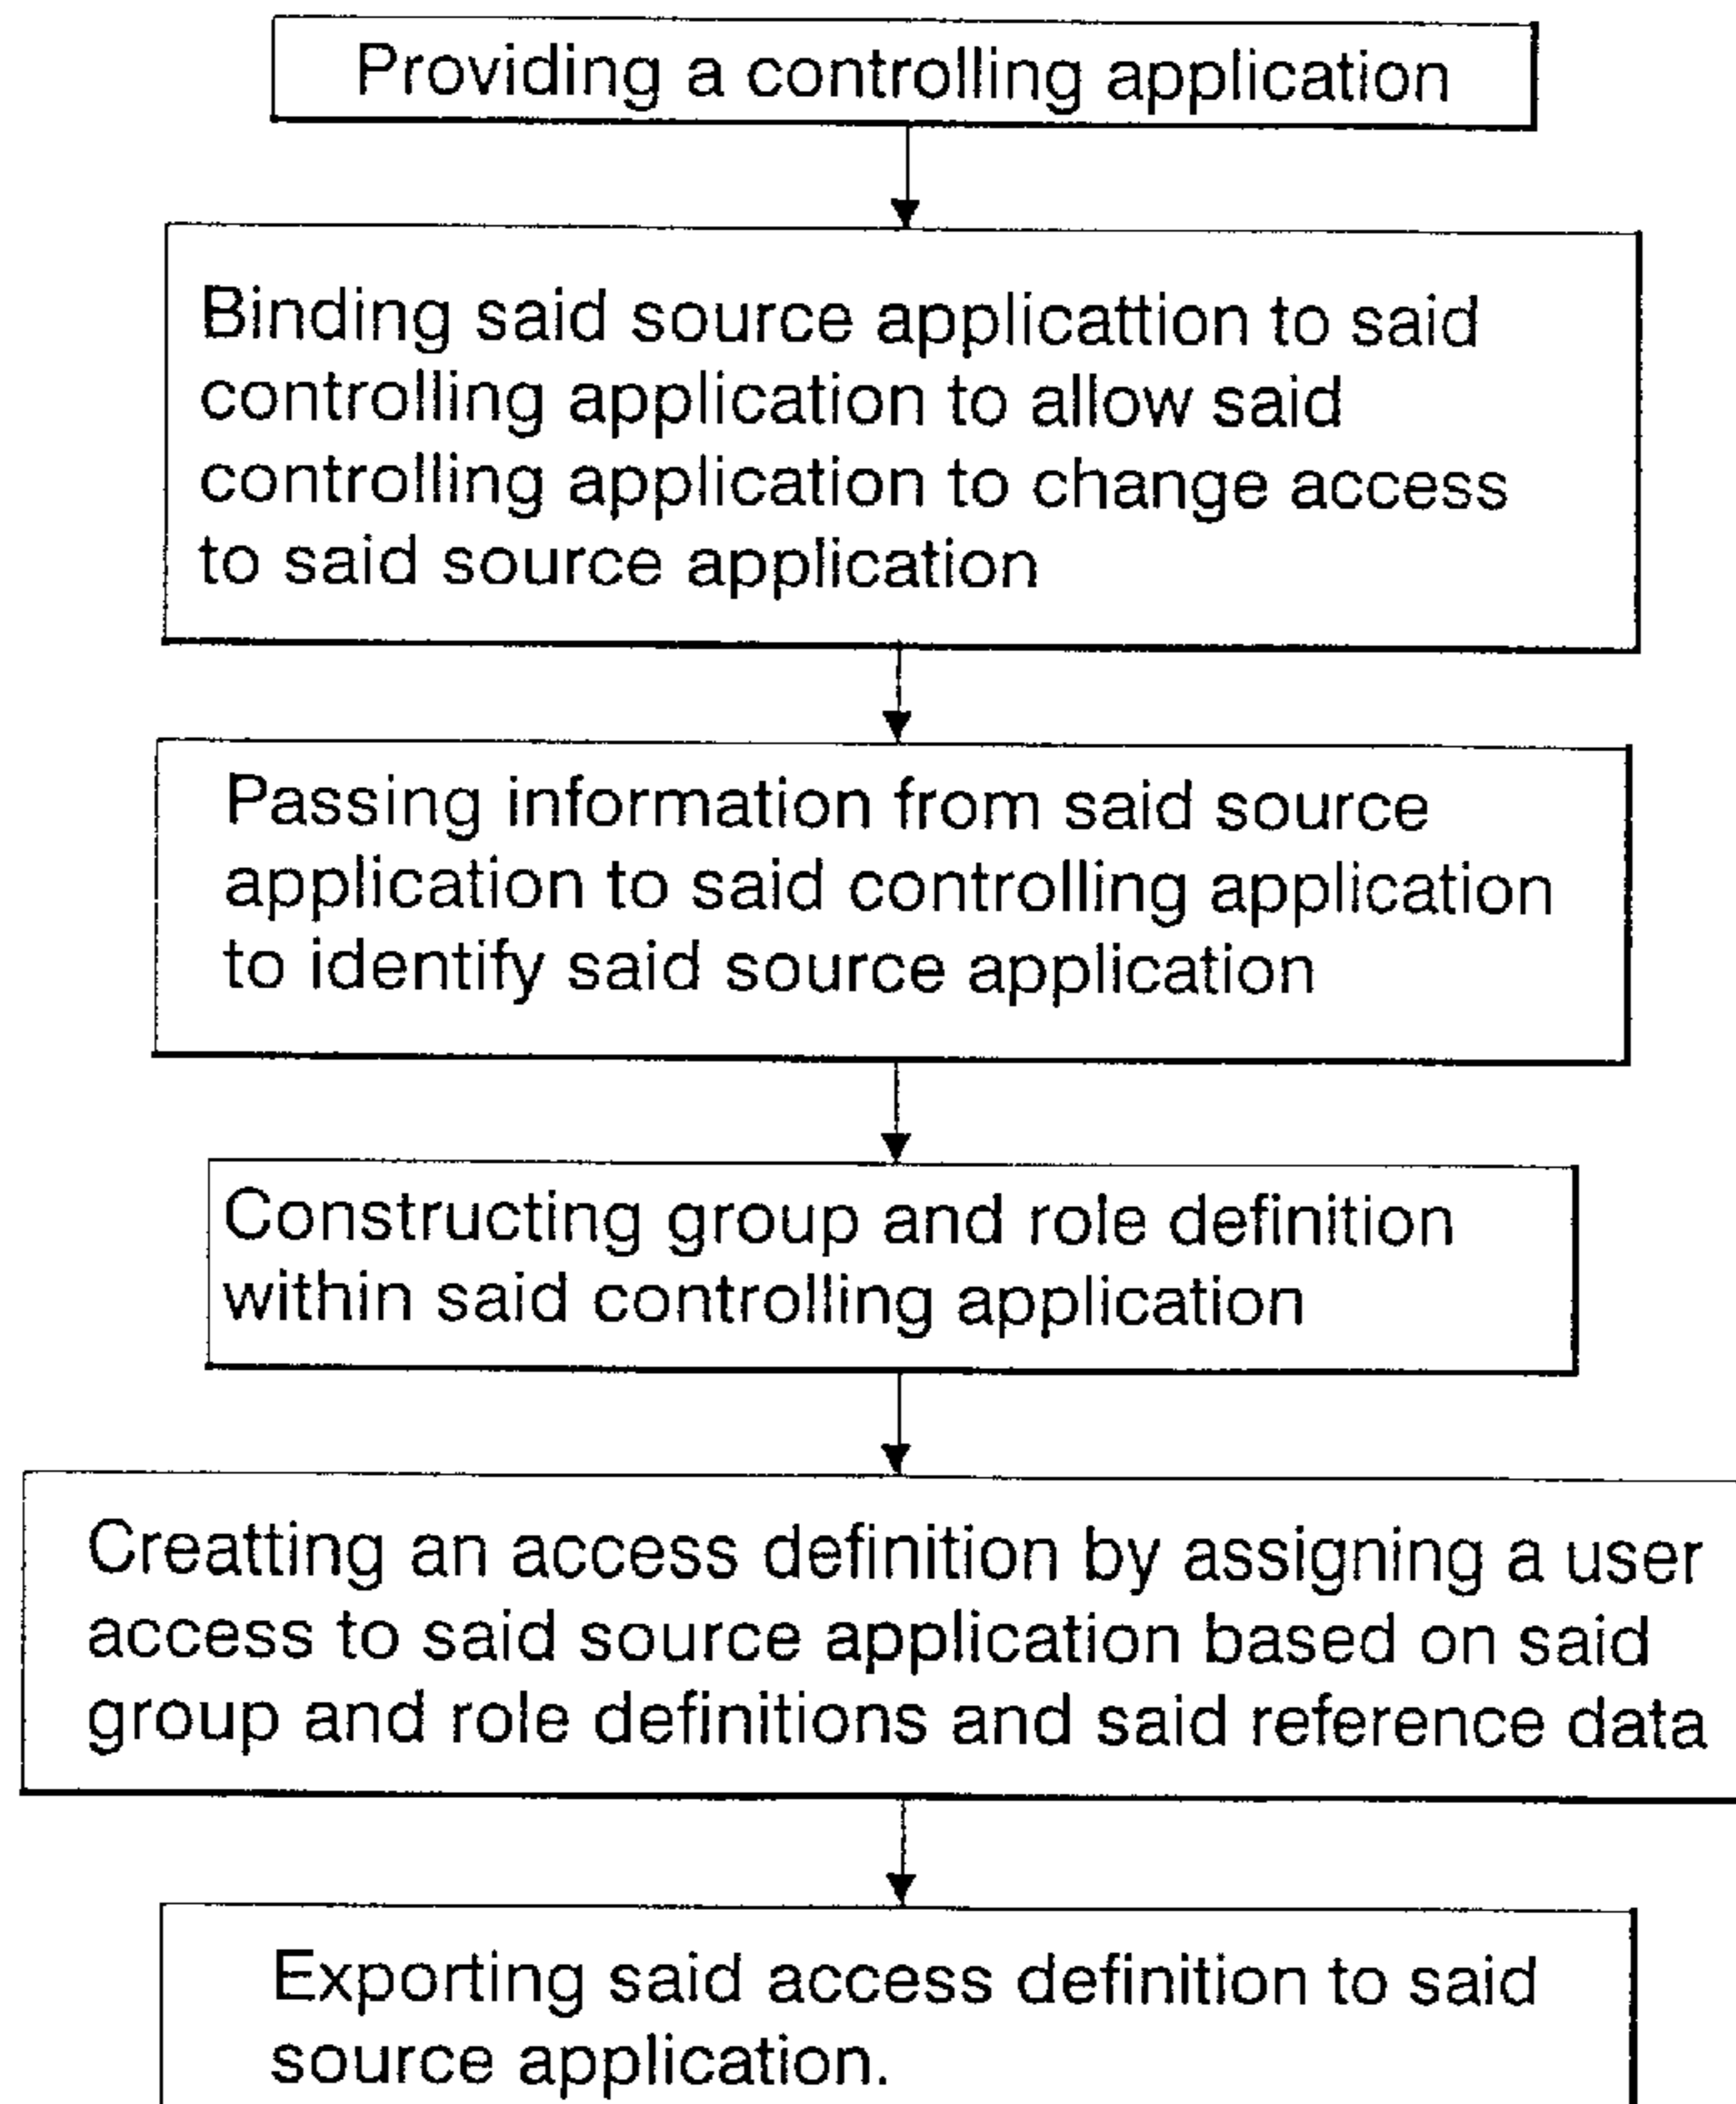 Providing a controlling application
Binding said source applicattion to said
controlling application to allow said
controlling application to change access
to said source application
Passing information from said source
application to said controlling application
to identify said source application
Constructing group and role definition
within said controlling application
Creatting an access definition by assigning a user
access to said source application based on said
group and role definitions and said reference data
Exporting said access definition to said
source application.